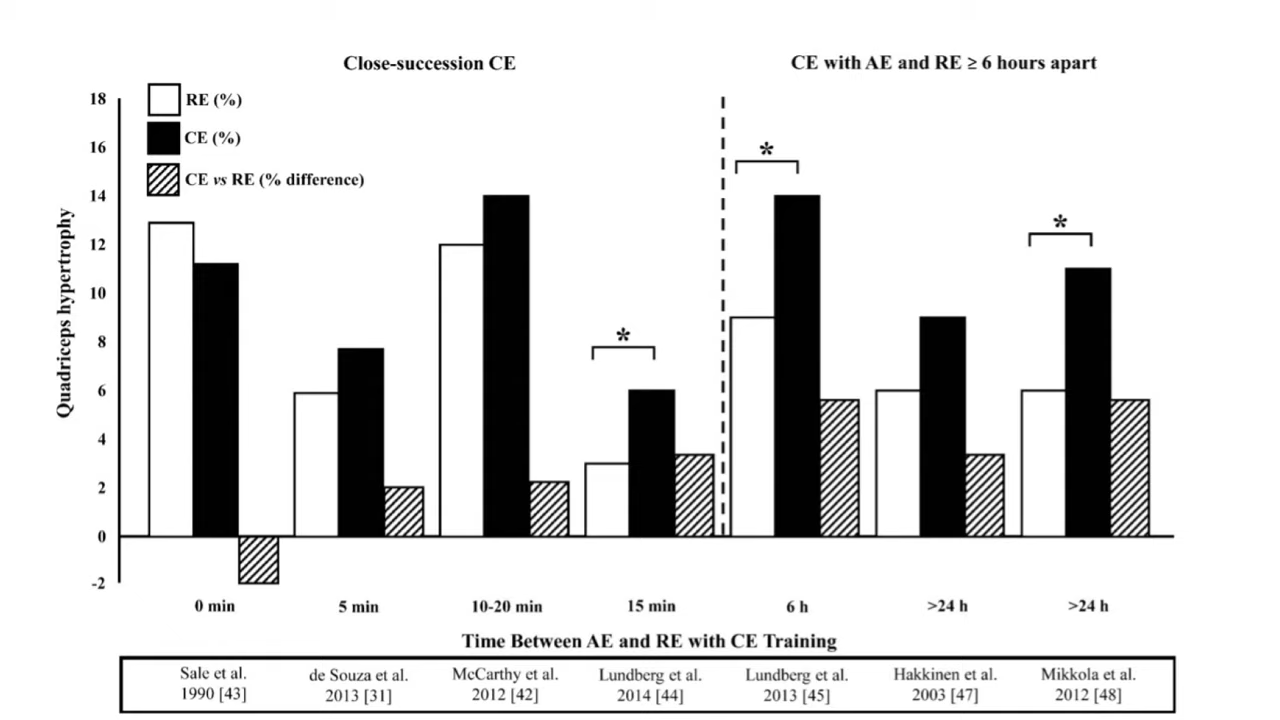 Close-succession CE
CE with AE and RE ≥ 6 hours apart
RE (%)
CE (%)
CE vs RE (% difference)
Quadriceps hypertrophy
18
16
14
12
10
8
6
4
2
0
-2
*
*
*
0 min
5 min
10-20 min
15 min
6 h
>24 h
>24 h
Time Between AE and RE with CE Training
Sale et al.
1990 [43]
de Souza et al.
2013 [31]
McCarthy et al.
2012 [42]
Lundberg et al.
2014 [44]
Lundberg et al.
2013 [45]
Hakkinen et al.
2003 [47]
Mikkola et al.
2012 [48]